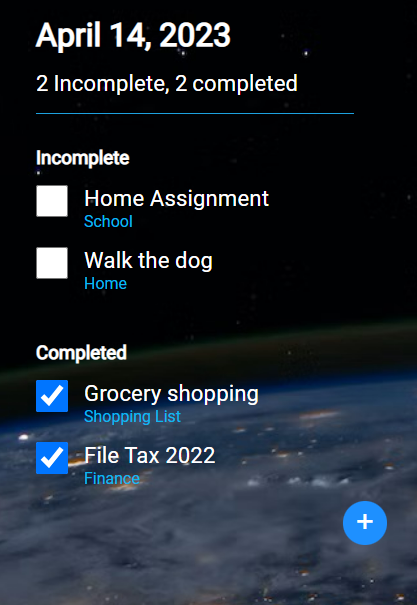 April 14, 2023
2 Incomplete, 2 completed
Incomplete
Home Assignment
School
Walk the dog
Home
Completed
Grocery shopping
Shopping List
File Tax 2022
Finance
+